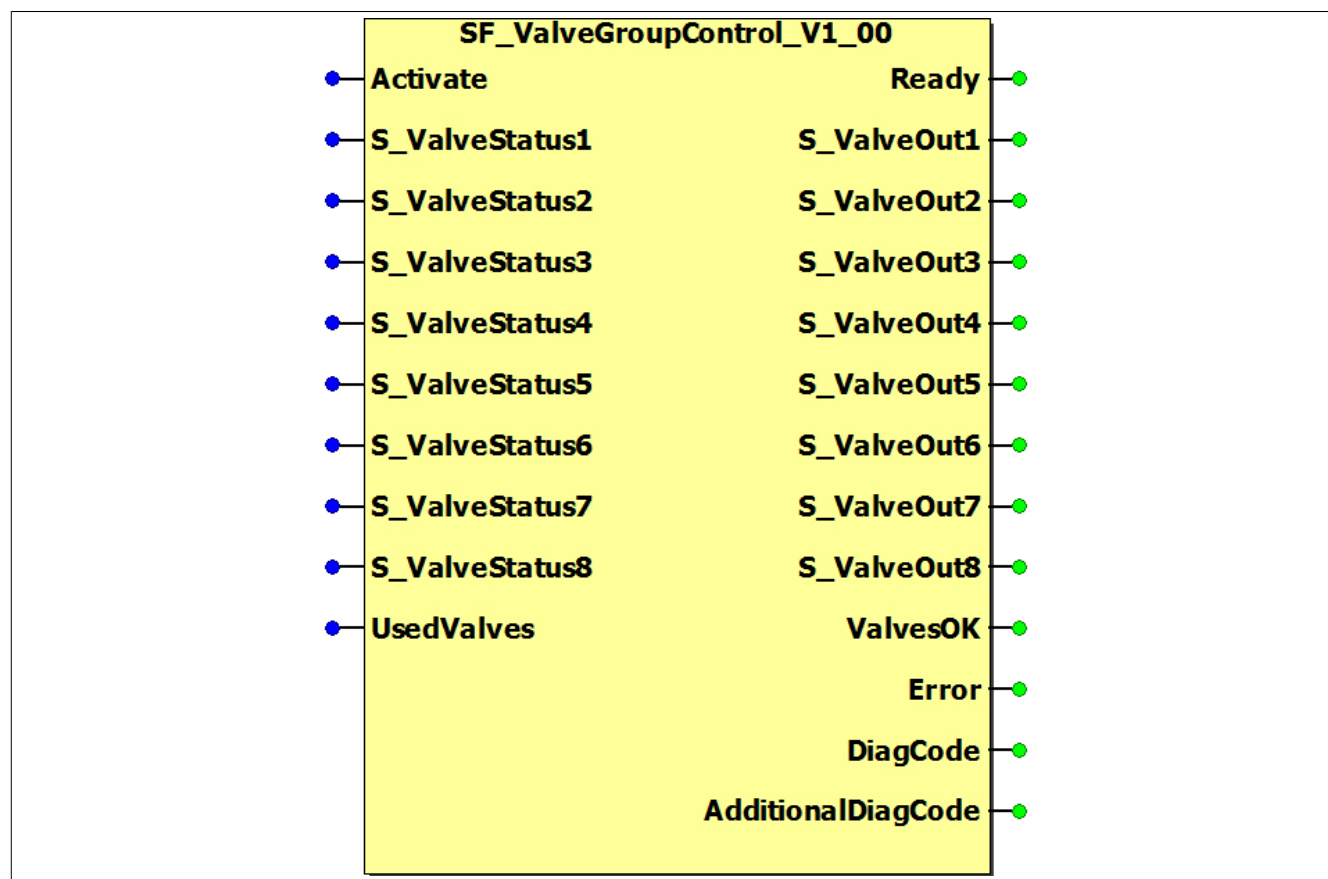 SF_ValveGroupControl_V1_00
Activate Ready
S_ValveStatus1 S_ValveOut1
S_ValveStatus2 S_ValveOut2
S_ValveStatus3 S_ValveOut3
S_ValveStatus4 S_ValveOut4
S_ValveStatus5 S_ValveOut5
S_ValveStatus6 S_ValveOut6
S_ValveStatus7 S_ValveOut7
S_ValveStatus8 S_ValveOut8
UsedValves ValvesOK
Error
DiagCode
AdditionalDiagCode